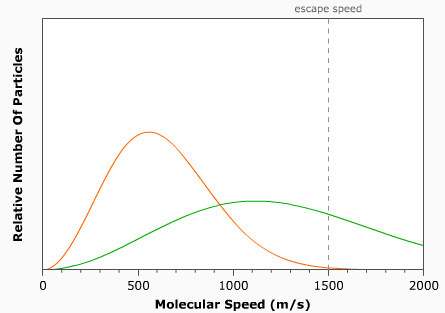 escape speed
Relative Number Of Particles
0 500 1000 1500 2000
Molecular Speed (m/s)